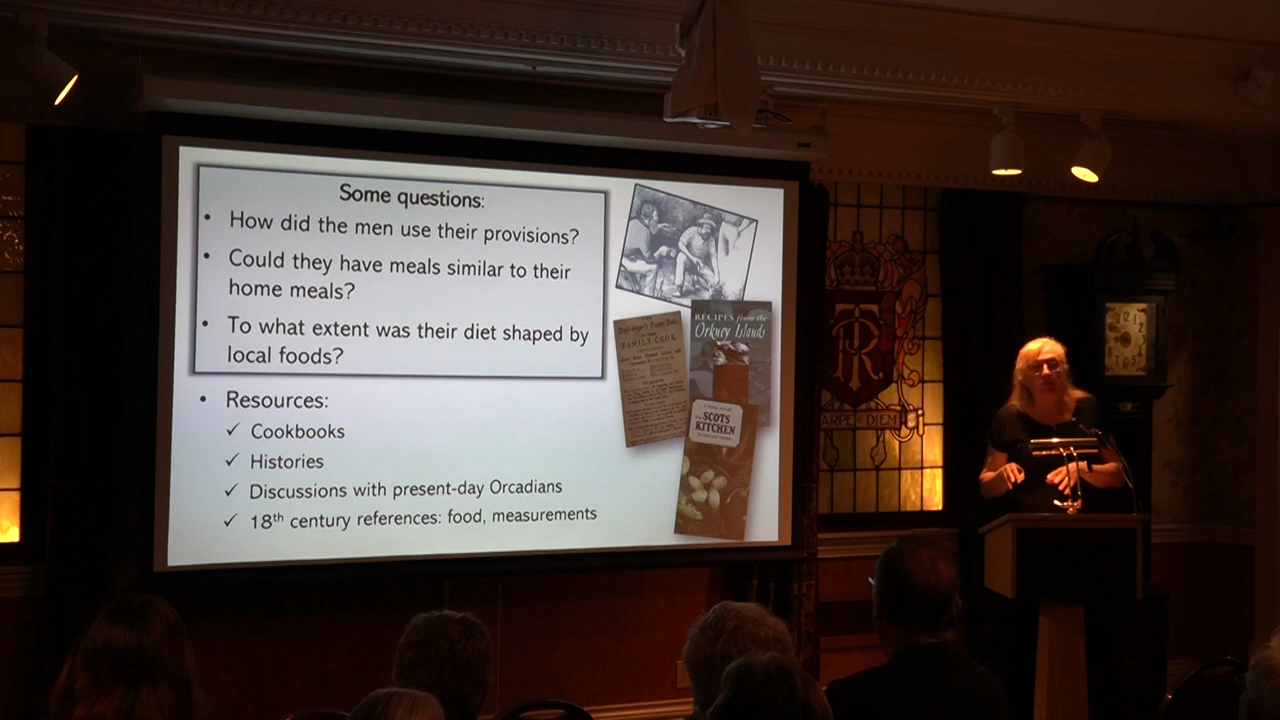 Some questions:
• How did the men use their provisions?
• Could they have meals similar to their
home meals?
• To what extent was their diet shaped by
local foods?
• Resources:
✓ Cookbooks
✓ Histories
✓ Discussions with present-day Orcadians
✓ 18th century references: food, measurements
RECIPES from the
Orkney Islands
FAMILY COOK
The SCOTS
KITCHEN
CARPE DIEM